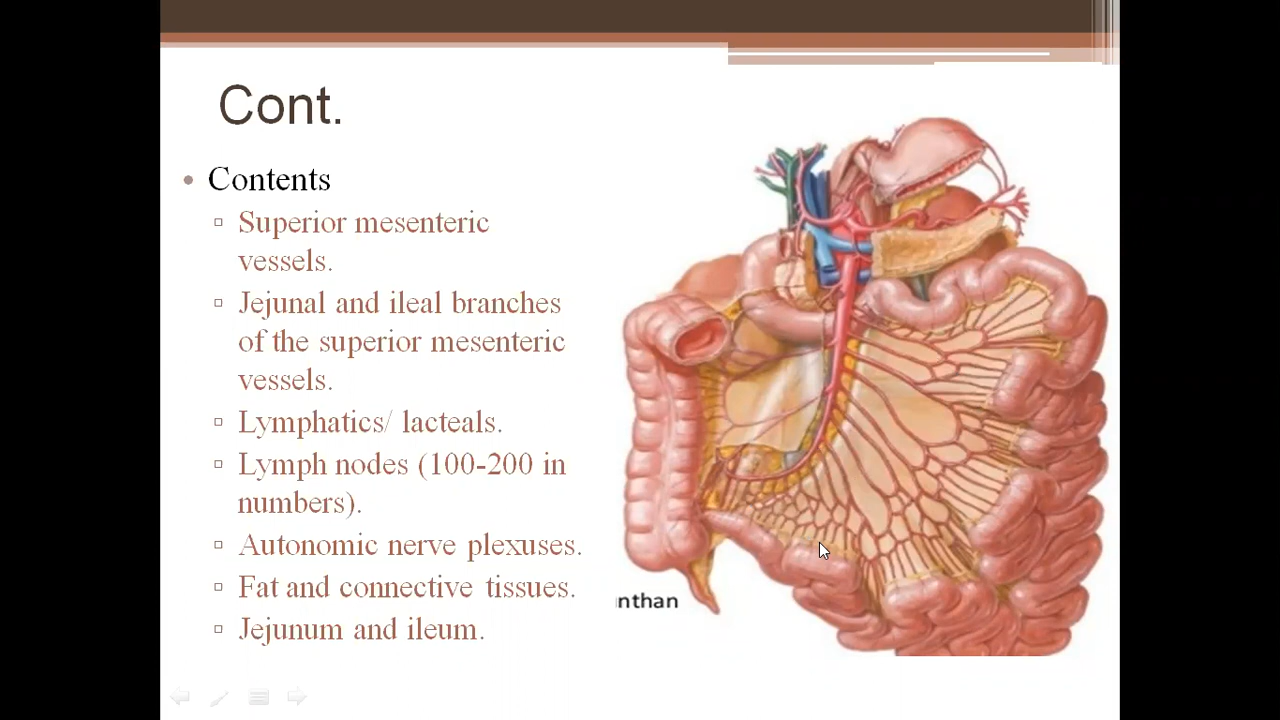 Cont.
Contents
Superior mesenteric
vessels.
Jejunal and ileal branches
of the superior mesenteric
vessels.
Lymphatics/ lacteals.
Lymph nodes (100-200 in
numbers).
Autonomic nerve plexuses.
Fat and connective tissues.
Jejunum and ileum.
nthan